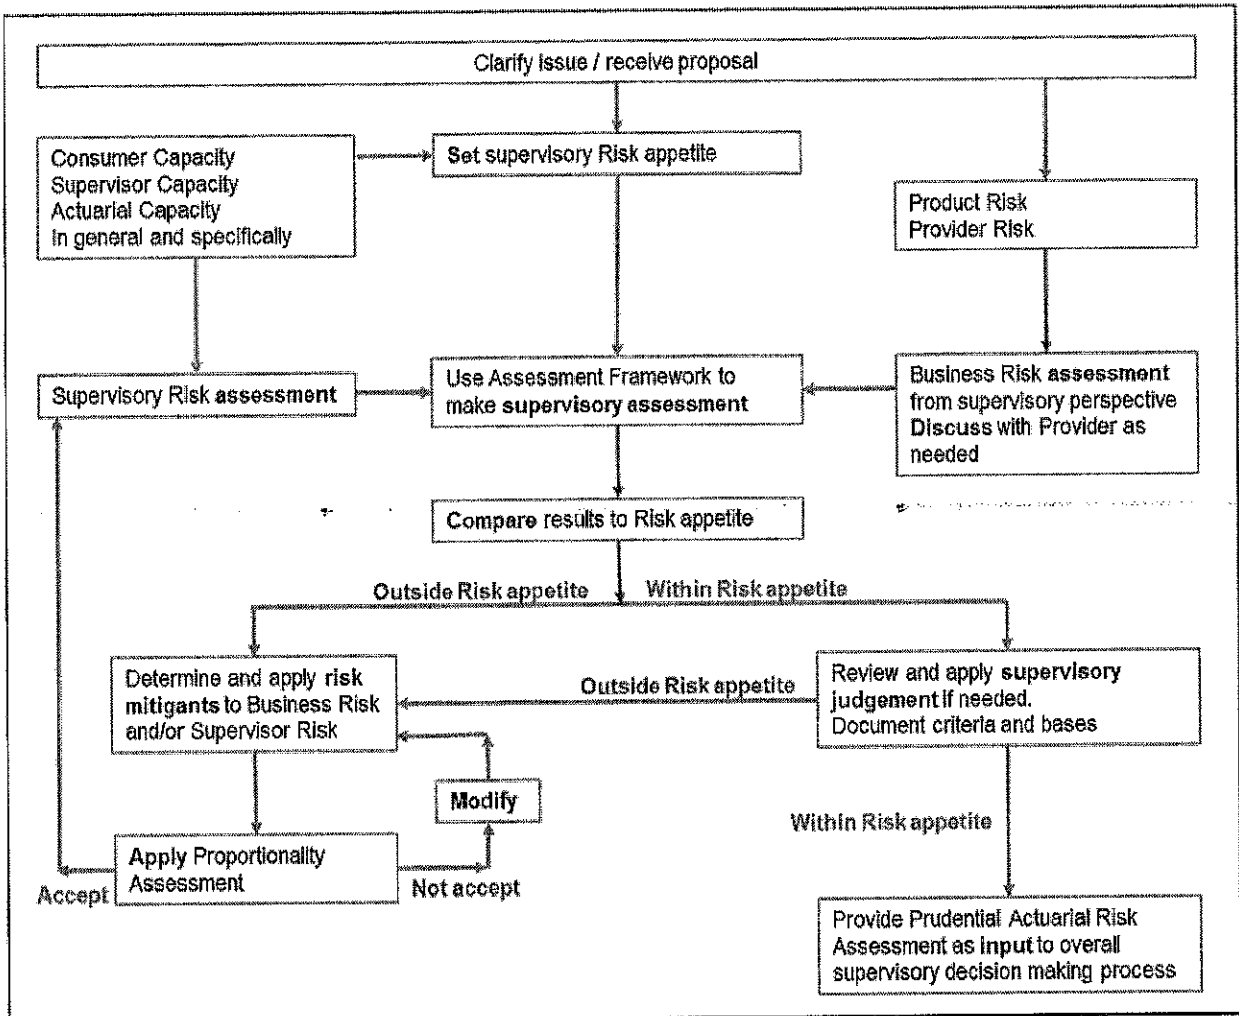 Clarify issue / receive proposal
Consumer Capacity
Supervisor Capacity
Actuarial Capacity
In general and specifically
Set supervisory Risk appetite
Product Risk
Provider Risk
Supervisory Risk assessment
Use Assessment Framework to
make supervisory assessment
Business Risk assessment
from supervisory perspective
Discuss with Provider as
needed
Compare results to Risk appetite
Outside Risk appetite
Within Risk appetite
Determine and apply risk
mitigants to Business Risk
and/or Supervisor Risk
Outside Risk appetite
Review and apply supervisory
judgement if needed.
Document criteria and bases
Modify
Within Risk appetite
Apply Proportionality
Assessment
Accept
Not accept
Provide Prudential Actuarial Risk
Assessment as input to overall
supervisory decision making process